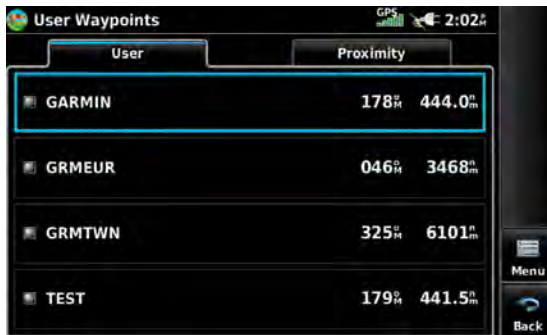 User Waypoints GPS 2:02
User Proximity
GARMIN 178°M 444.0nm
GRMEUR 046°M 3468nm
GRMTWN 325°M 6101nm
TEST 179°M 441.5nm
Menu
Back